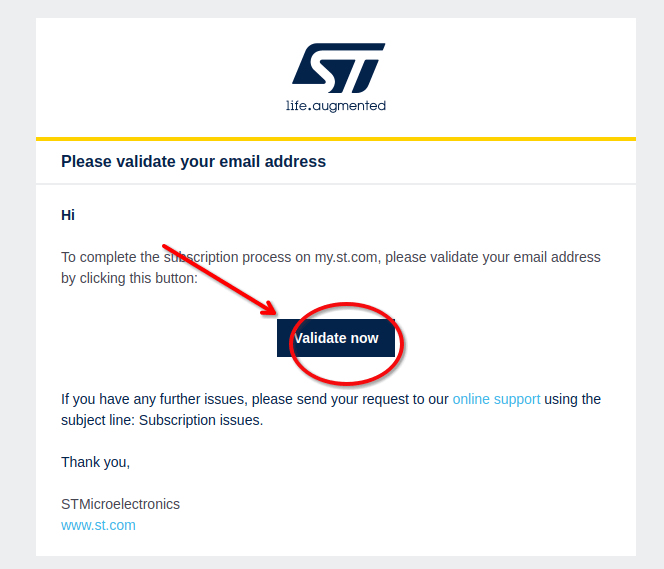 ST
life.augmented
Please validate your email address
Hi
To complete the subscription process on my.st.com, please validate your email address
by clicking this button:
Validate now
If you have any further issues, please send your request to our online support using the
subject line: Subscription issues.
Thank you,
STMicroelectronics
www.st.com